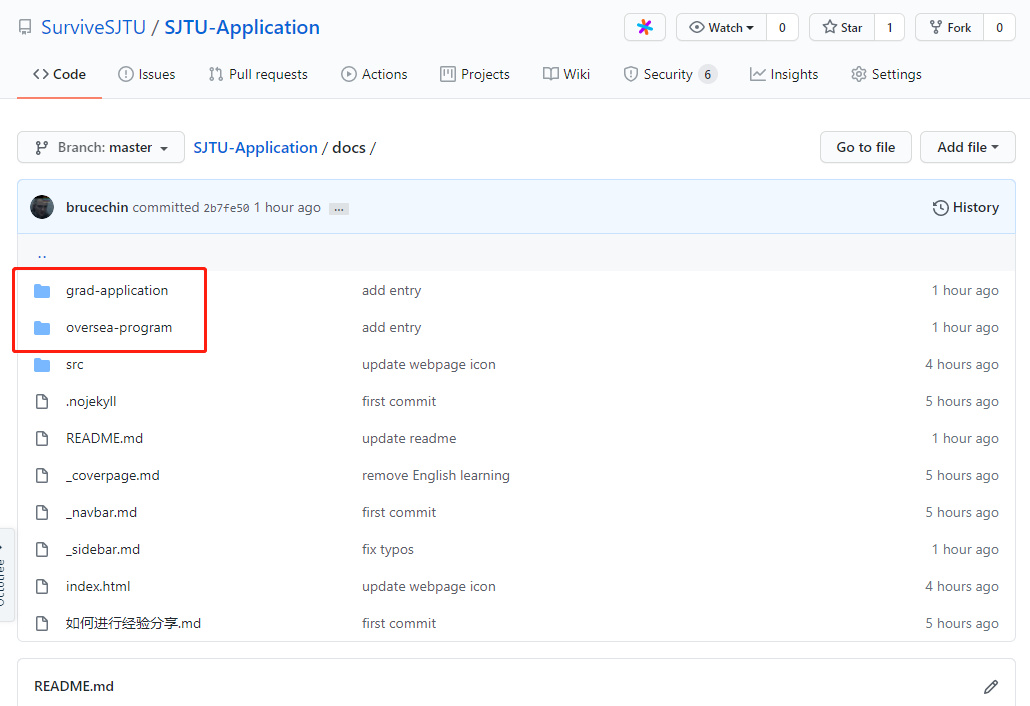 SurviveSJTU / SJTU-Application
Watch 0 Star 1 Fork 0
Code Issues Pull requests Actions Projects Wiki Security 6 Insights Settings
Branch: master SJTU-Application / docs / Go to file Add file
brucechin committed 2b7fe50 1 hour ago ... History
..
grad-application add entry 1 hour ago
oversea-program add entry 1 hour ago
src update webpage icon 4 hours ago
.nojekyll first commit 5 hours ago
README.md update readme 1 hour ago
_coverpage.md remove English learning 5 hours ago
_navbar.md first commit 5 hours ago
_sidebar.md fix typos 1 hour ago
index.html update webpage icon 4 hours ago
如何进行经验分享.md first commit 5 hours ago
Octotree
README.md